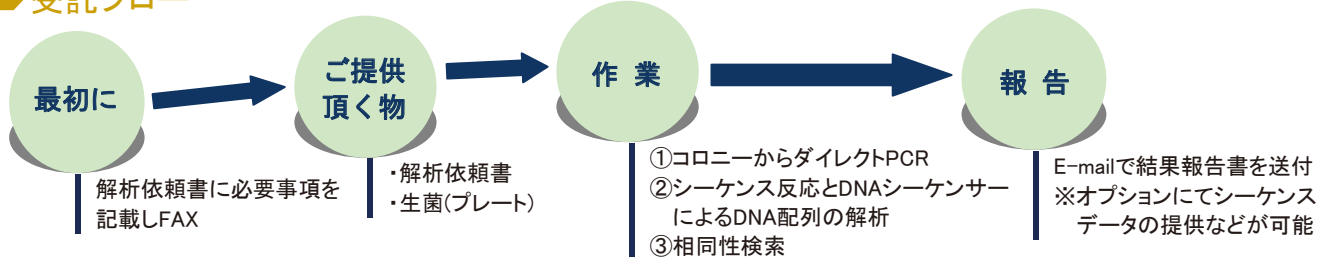 受託フロー
最初に
解析依頼書に必要事項を
記載しFAX
ご提供
頂く物
・解析依頼書
・生菌(プレート)
作 業
①コロニーからダイレクトPCR
②シーケンス反応とDNAシーケンサー
によるDNA配列の解析
③相同性検索
報 告
E-mailで結果報告書を送付
※オプションにてシーケンス
データの提供などが可能